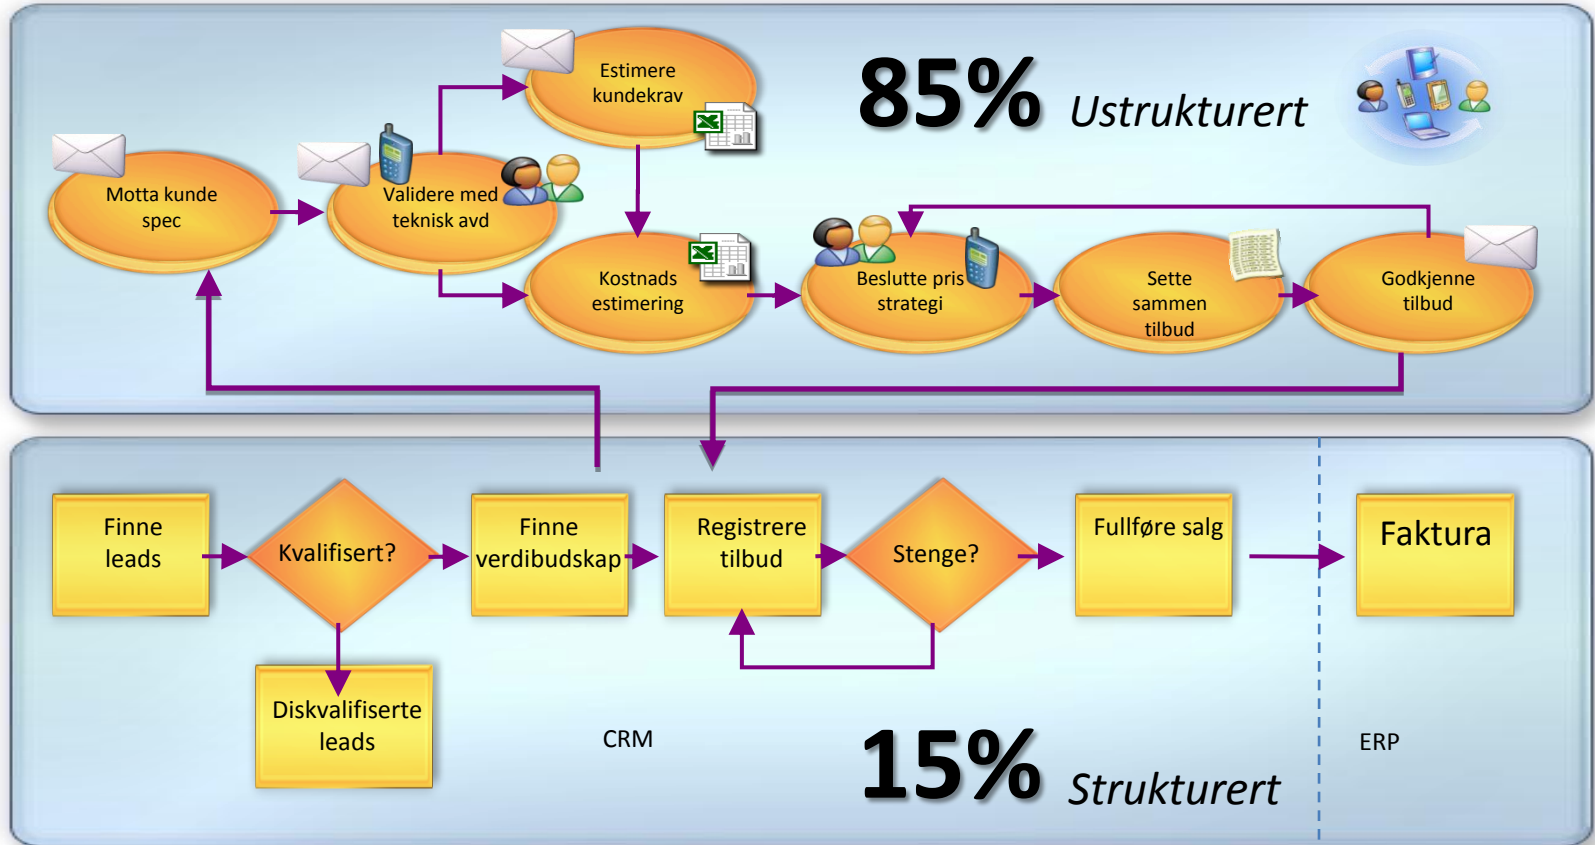 Estimere
kundekrav
85% Ustrukturert
Motta kunde
spec
Validere med
teknisk avd
Kostnads
estimering
Beslutte pris
strategi
Sette
sammen
tilbud
Godkjenne
tilbud
Finne
leads
Kvalifisert?
Finne
verdibudskap
Registrere
tilbud
Stenge?
Fullføre salg
Faktura
Diskvalifiserte
leads
CRM
15% Strukturert
ERP